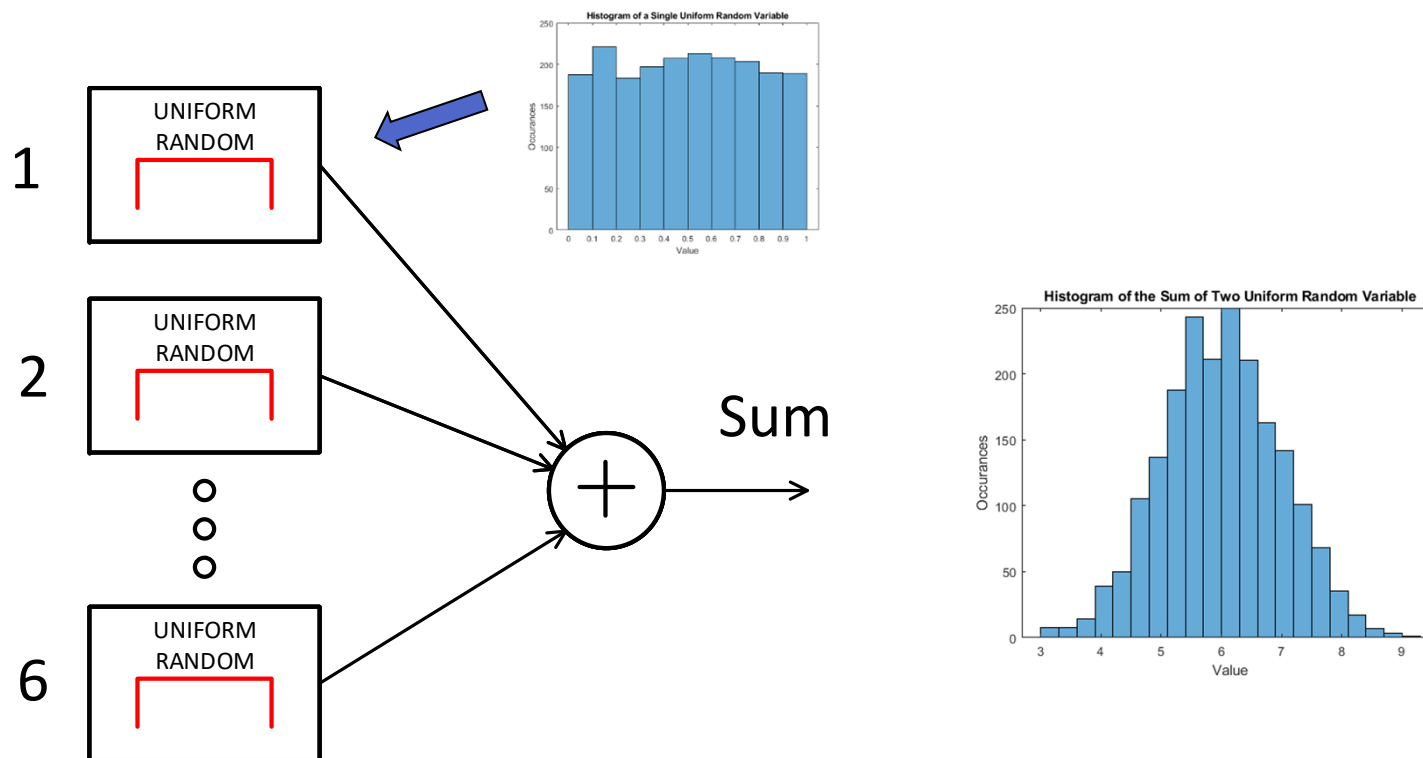 Histogram of a Single Uniform Random Variable
250
200
150
100
50
0
Occurances
0 0.1 0.2 0.3 0.4 0.5 0.6 0.7 0.8 0.9 1
Value
1
UNIFORM
RANDOM
2
UNIFORM
RANDOM
6
UNIFORM
RANDOM
+
Sum
Histogram of the Sum of Two Uniform Random Variable
250
200
150
100
50
0
Occurances
3 4 5 6 7 8 9
Value